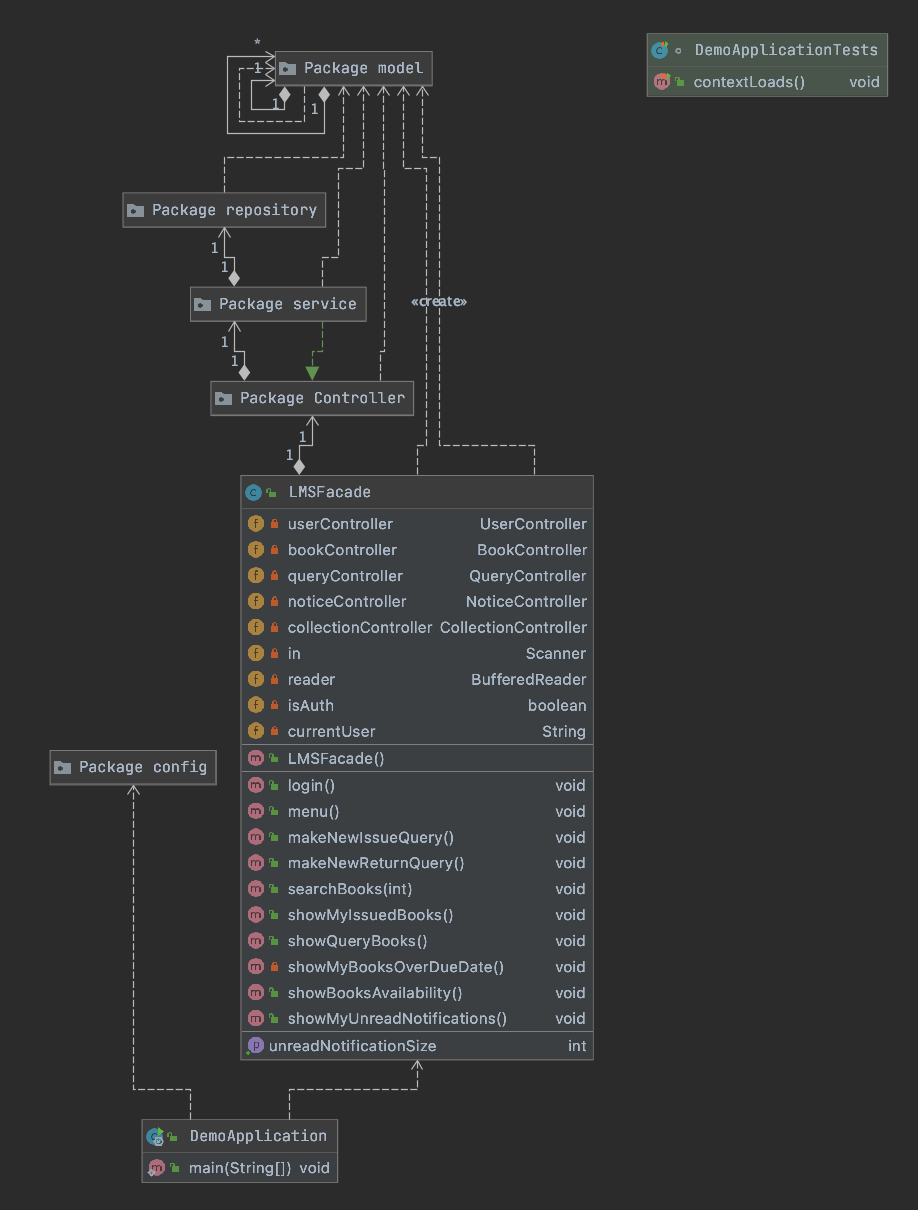 *
1
Package model
1
1
DemoApplicationTests
contextLoads() void
Package repository
1
1
Package service
«create»
1
1
Package Controller
1
1
LMSFacade
userController UserController
bookController BookController
queryController QueryController
noticeController NoticeController
collectionController CollectionController
in Scanner
reader BufferedReader
isAuth boolean
currentUser String
LMSFacade()
Package config
login() void
menu() void
makeNewIssueQuery() void
makeNewReturnQuery() void
searchBooks(int) void
showMyIssuedBooks() void
showQueryBooks() void
showMyBooksOverDueDate() void
showBooksAvailability() void
showMyUnreadNotifications() void
unreadNotificationSize int
DemoApplication
main(String[]) void